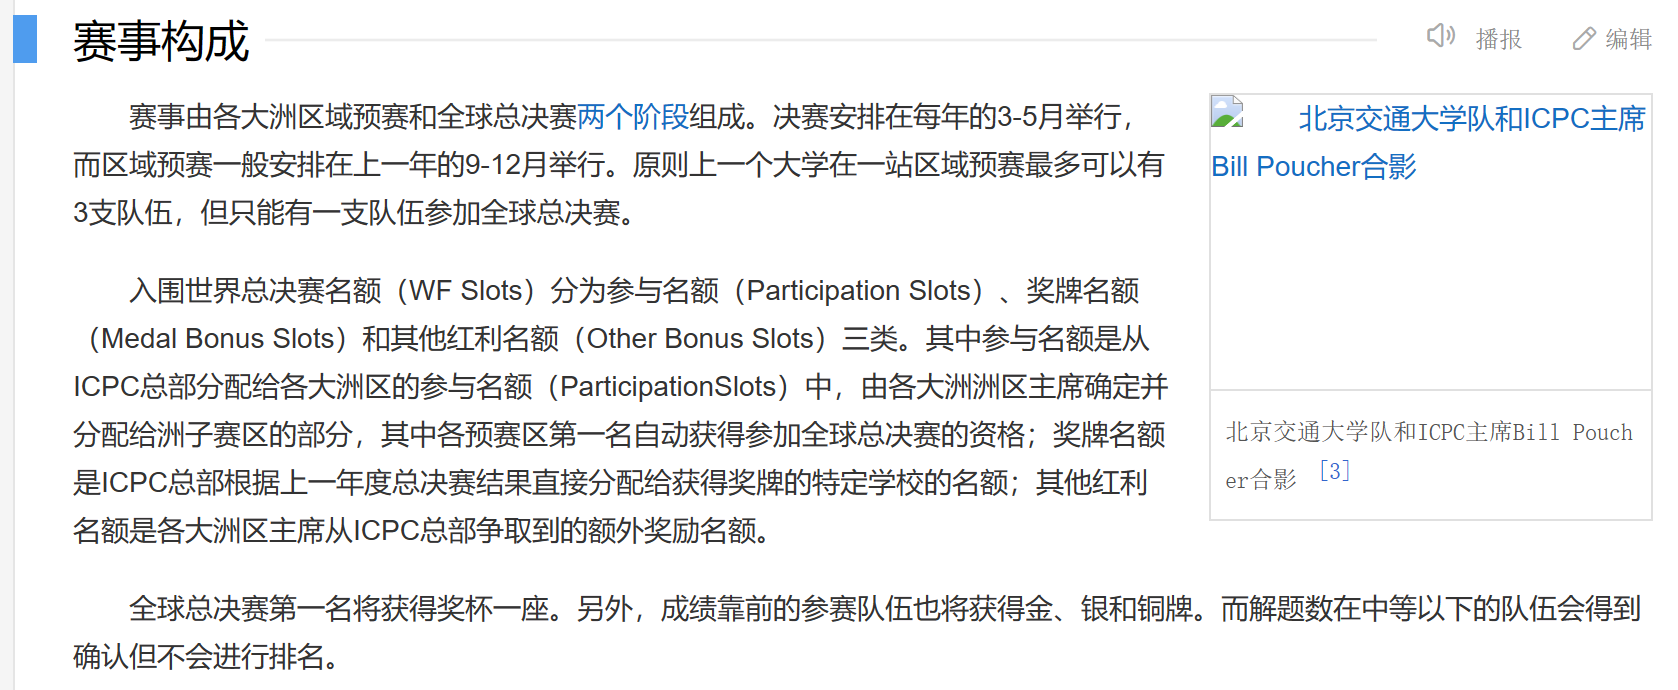 赛事构成
播报
编辑
赛事由各大洲区域预赛和全球总决赛两个阶段组成。决赛安排在每年的3-5月举行，
而区域预赛一般安排在上一年的9-12月举行。原则上一个大学在一站区域预赛最多可以有
3支队伍，但只能有一支队伍参加全球总决赛。
入围世界总决赛名额（WF Slots）分为参与名额（Participation Slots）、奖牌名额
（Medal Bonus Slots）和其他红利名额（Other Bonus Slots）三类。其中参与名额是从
ICPC总部分配给各大洲区的参与名额（ParticipationSlots）中，由各大洲洲区主席确定并
分配给洲子赛区的部分，其中各预赛区第一名自动获得参加全球总决赛的资格；奖牌名额
是ICPC总部根据上一年度总决赛结果直接分配给获得奖牌的特定学校的名额；其他红利
名额是各大洲区主席从ICPC总部争取到的额外奖励名额。
北京交通大学队和ICPC主席
Bill Poucher合影
北京交通大学队和ICPC主席Bill Pouch
er合影 [3]
全球总决赛第一名将获得奖杯一座。另外，成绩靠前的参赛队伍也将获得金、银和铜牌。而解题数在中等以下的队伍会得到
确认但不会进行排名。